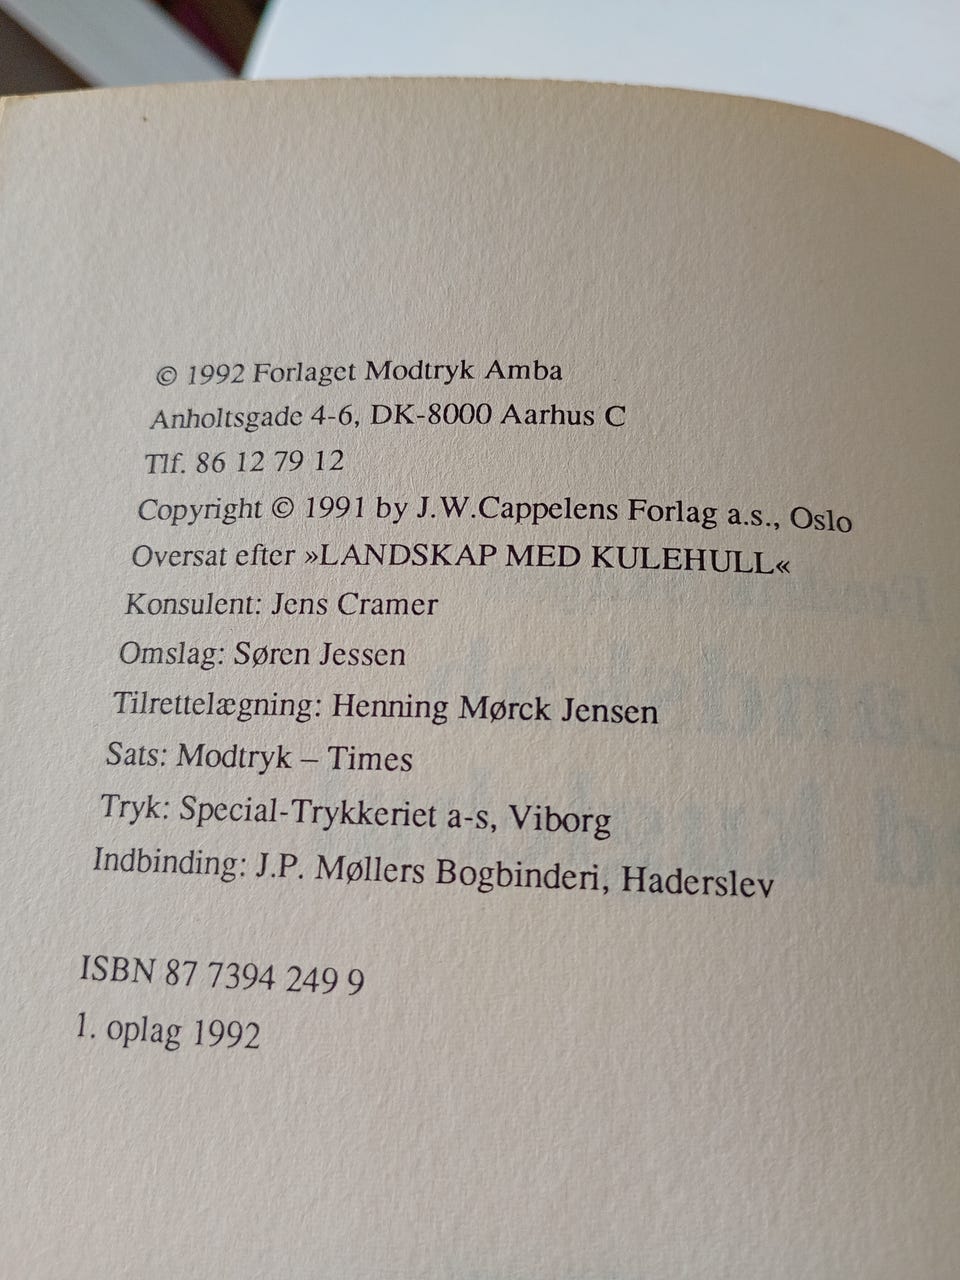 © 1992 Forlaget Modtryk Amba
Anholtsgade 4-6, DK-8000 Aarhus C
Tlf. 86 12 79 12
Copyright © 1991 by J.W.Cappelens Forlag a.s., Oslo
Oversat efter »LANDSKAP MED KULEHULL«
Konsulent: Jens Cramer
Omslag: Søren Jessen
Tilrettelægning: Henning Mørck Jensen
Sats: Modtryk – Times
Tryk: Special-Trykkeriet a-s, Viborg
Indbinding: J.P. Møllers Bogbinderi, Haderslev
ISBN 87 7394 249 9
1. oplag 1992